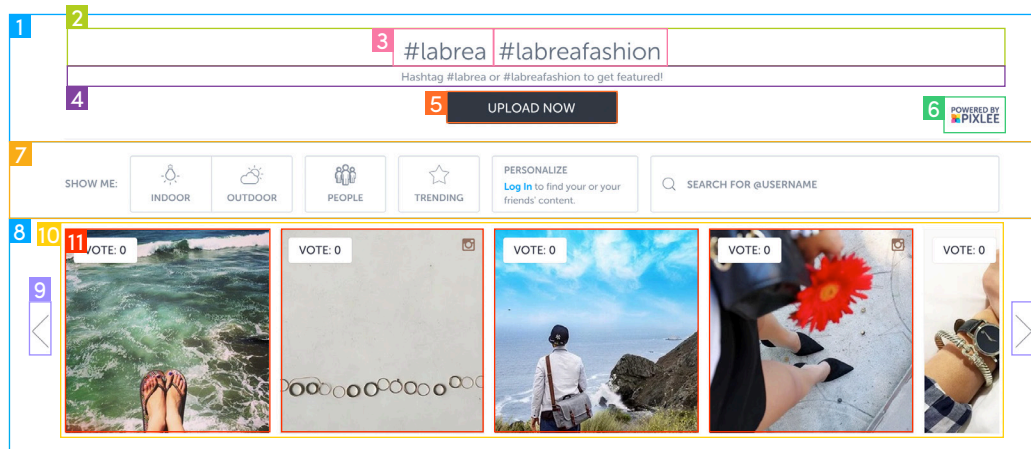 1
2
3
#labrea #labreafashion
4
Hashtag #labrea or #labreafashion to get featured!
5
UPLOAD NOW
6
POWERED BY
PIXLEE
7
SHOW ME:
INDOOR
OUTDOOR
PEOPLE
TRENDING
PERSONALIZE
Log In to find your or your
friends' content.
SEARCH FOR @USERNAME
8
9
10
11
VOTE: 0
VOTE: 0
VOTE: 0
VOTE: 0
VOTE: 0